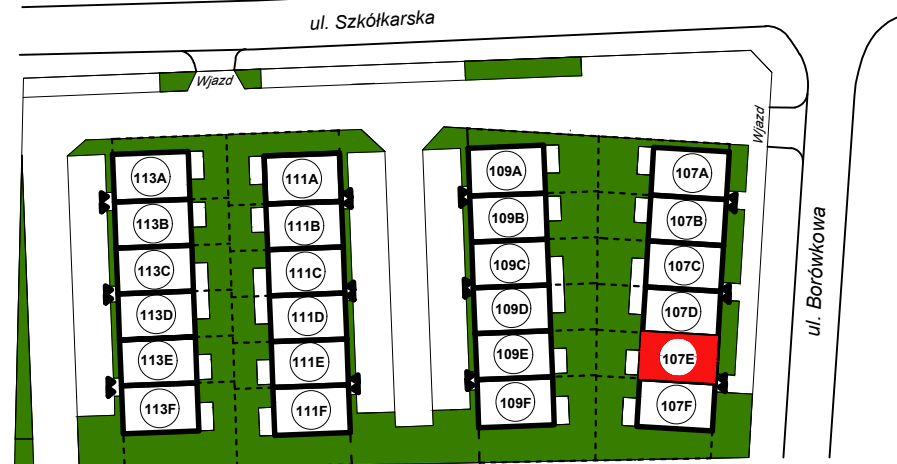 ul. Szkółkarska
Wjazd
Wjazd
ul. Borówkowa
113A
113B
113C
113D
113E
113F
111A
111B
111C
111D
111E
111F
109A
109B
109C
109D
109E
109F
107A
107B
107C
107D
107E
107F